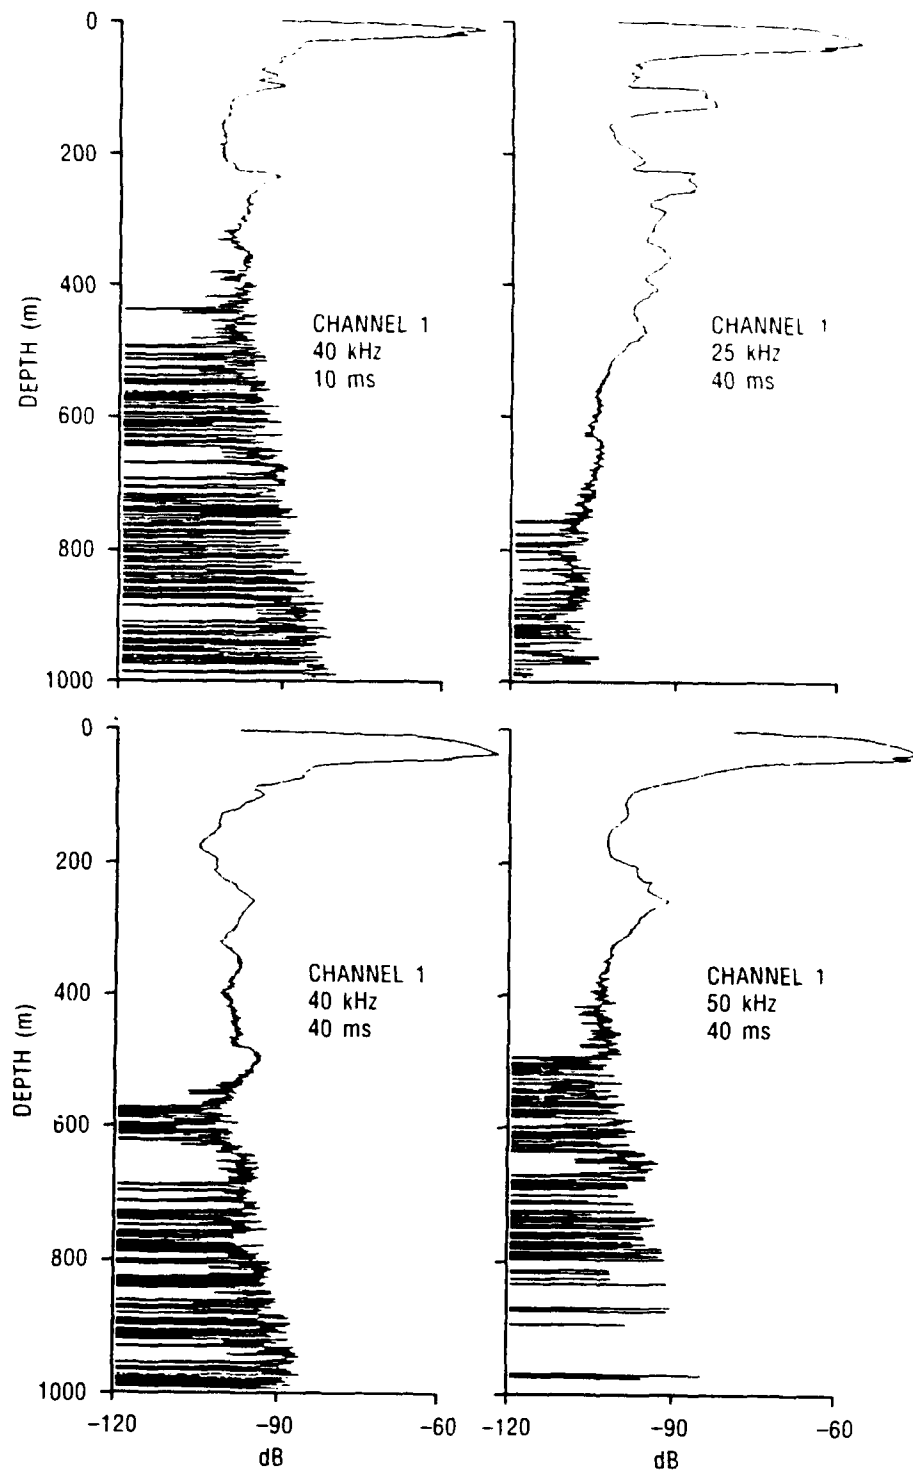 0
200
400
600
800
1000
DEPTH (m)
CHANNEL 1
40 kHz
10 ms
CHANNEL 1
25 kHz
40 ms
0
200
400
600
800
1000
DEPTH (m)
CHANNEL 1
40 kHz
40 ms
CHANNEL 1
50 kHz
40 ms
-120
-90
-60
dB
-120
-90
-60
dB